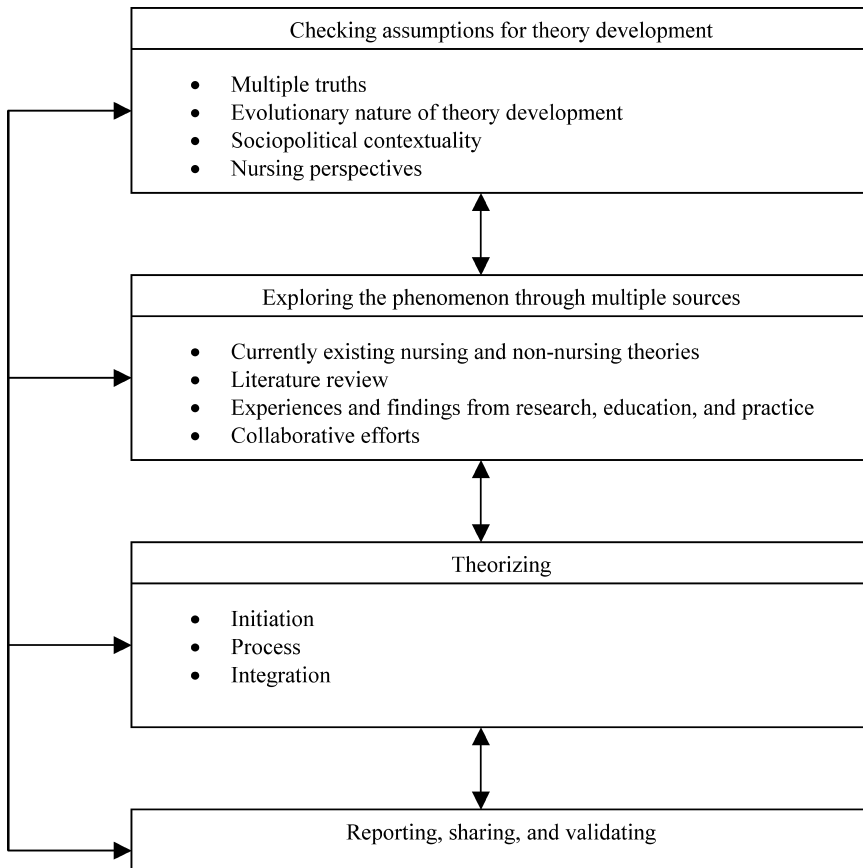 Checking assumptions for theory development
• Multiple truths
• Evolutionary nature of theory development
• Sociopolitical contextuality
• Nursing perspectives
Exploring the phenomenon through multiple sources
• Currently existing nursing and non-nursing theories
• Literature review
• Experiences and findings from research, education, and practice
• Collaborative efforts
Theorizing
• Initiation
• Process
• Integration
Reporting, sharing, and validating